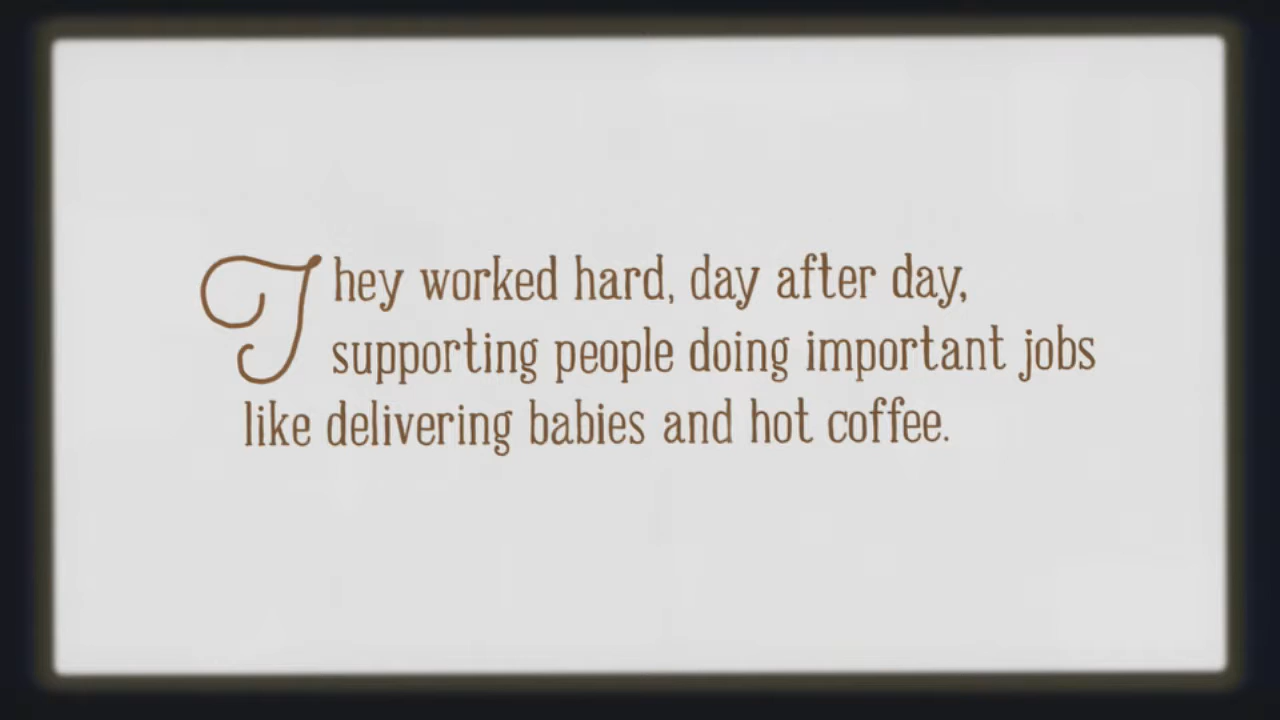 They worked hard, day after day,
supporting people doing important jobs
like delivering babies and hot coffee.